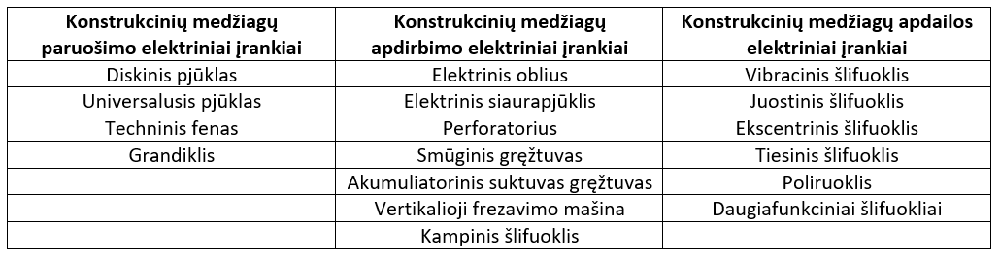 Konstrukcinių medžiagų paruošimo elektriniai įrankiai | Konstrukcinių medžiagų apdirbimo elektriniai įrankiai | Konstrukcinių medžiagų apdailos elektriniai įrankiai
Diskinis pjūklas | Elektrinis oblius | Vibracinis šlifuoklis
Universalusis pjūklas | Elektrinis siaurapjūklis | Juostinis šlifuoklis
Techninis fenas | Perforatorius | Ekscentrinis šlifuoklis
Grandiklis | Smūginis gręžtuvas | Tiesinis šlifuoklis
Akumuliatorinis suktuvas gręžtuvas | Poliruoklis
Vertikalioji frezavimo mašina | Daugiafunkciniai šlifuokliai
Kampinis šlifuoklis